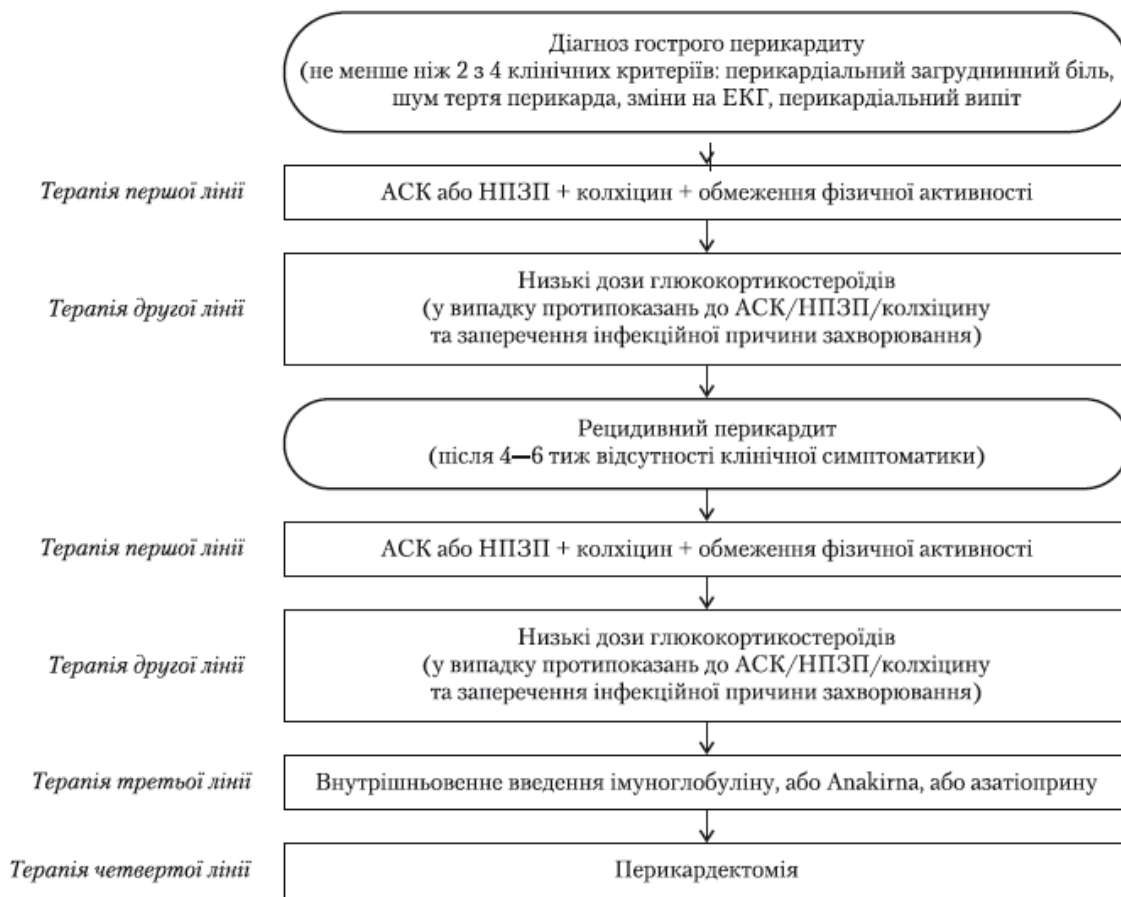 Діагноз гострого перикардиту
(не менше ніж 2 з 4 клінічних критеріїв: перикардіальний загруднинний біль,
шум тертя перикарда, зміни на ЕКГ, перикардіальний випіт
Терапія першої лінії
АСК або НПЗП + колхіцин + обмеження фізичної активності
Терапія другої лінії
Низькі дози глюкокортикостероїдів
(у випадку протипоказань до АСК/НПЗП/колхіцину
та заперечення інфекційної причини захворювання)
Рецидивний перикардит
(після 4—6 тиж відсутності клінічної симптоматики)
Терапія першої лінії
АСК або НПЗП + колхіцин + обмеження фізичної активності
Терапія другої лінії
Низькі дози глюкокортикостероїдів
(у випадку протипоказань до АСК/НПЗП/колхіцину
та заперечення інфекційної причини захворювання)
Терапія третьої лінії
Внутрішньовенне введення імуноглобуліну, або Anakirna, або азатіоприну
Терапія четвертої лінії
Перикардектомія